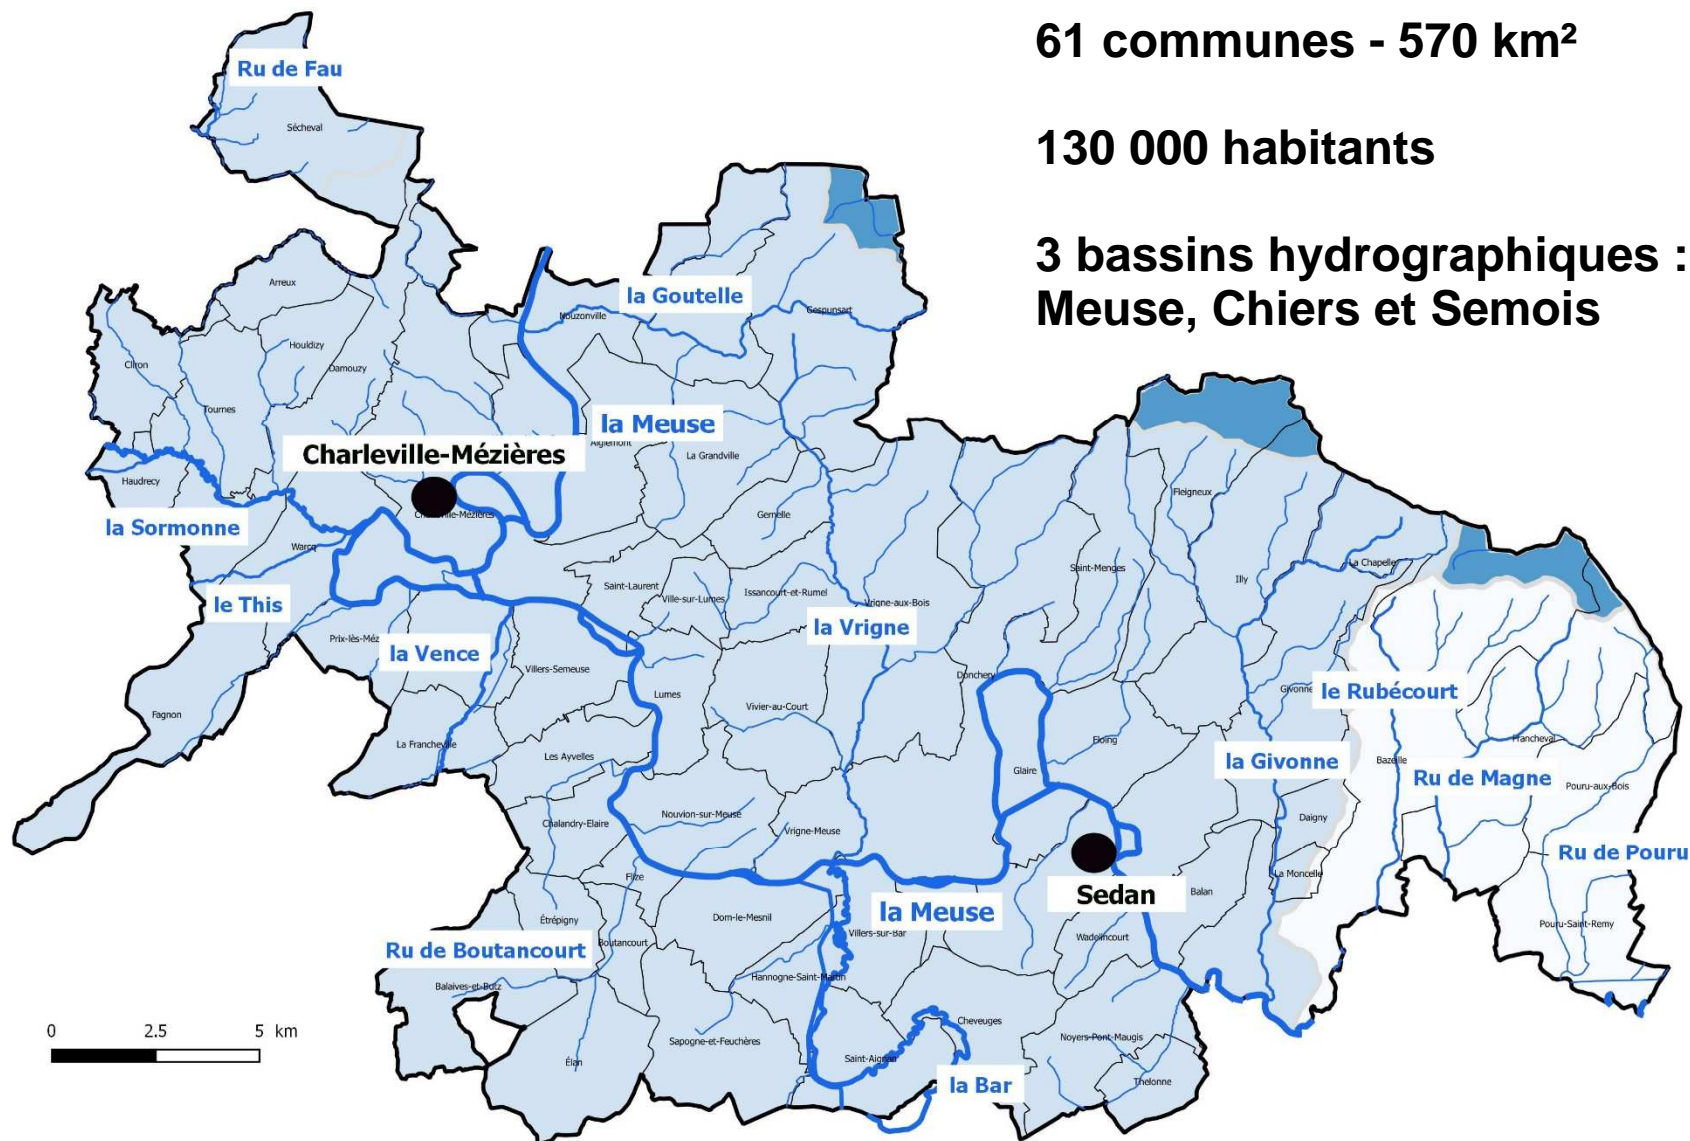 61 communes - 570 km²
130 000 habitants
3 bassins hydrographiques :
Meuse, Chiers et Semois
Ru de Fau
Sécheval
la Goutelle
Nouzonville
Gespunsart
Arreux
Houldizy
Damouzy
Cliron
Tournes
la Meuse
Aiglemont
La Grandville
Charleville-Mézières
Haudrecy
Charleville-Mézières
Gernelle
Fleigneux
la Sormonne
Warcq
La Chapelle
Saint-Menges
Illy
Saint-Laurent
Ville-sur-Lumes
Issancourt-et-Rumel
Vrigne-aux-Bois
le This
la Vrigne
Prix-lès-Méz
la Vence
Villers-Semeuse
Donchery
Lumes
Givonne
le Rubécourt
Vivier-au-Court
Fagnon
La Francheville
Les Ayvelles
Floing
Francheval
Glaire
la Givonne
Bazeille
Ru de Magne
Pouru-aux-Bois
Nouvion-sur-Meuse
Chalandry-Elaire
Vrigne-Meuse
Daigny
Ru de Pouru
Flize
La Moncelle
Sedan
Balan
Dom-le-Mesnil
la Meuse
Étrépigny
Villers-sur-Bar
Pouru-Saint-Remy
Boutancourt
Wadelincourt
Ru de Boutancourt
Hannogne-Saint-Martin
Balaives-et-Butz
Cheveuges
0 2.5 5 km
Sapogne-et-Feuchères
Noyers-Pont-Maugis
Saint-Aignan
Élan
Thelonne
la Bar